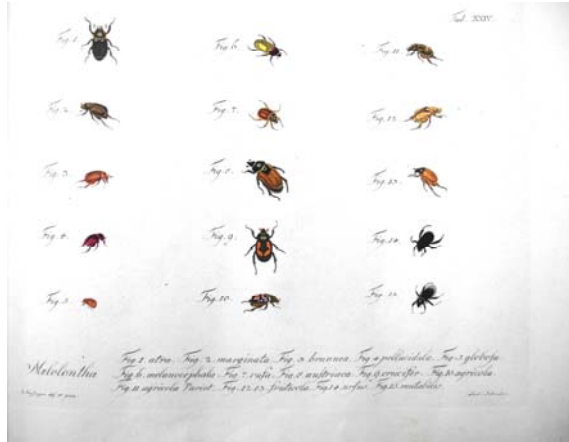 Tab. XXIV.
Fig. 1.
Fig. 2.
Fig. 3.
Fig. 4.
Fig. 5.
Fig. 6.
Fig. 7.
Fig. 8.
Fig. 9.
Fig. 10.
Fig. 11.
Fig. 12.
Fig. 13.
Fig. 14.
Fig. 15.
Melolontha
Fig. 1. atra. Fig. 2. marginata. Fig. 3. brunnea. Fig. 4. pellucidula. Fig. 5. globosa
Fig. 6. melanocephala. Fig. 7. rufa. Fig. 8. austriaca. Fig. 9. crucifer. Fig. 10. agricola.
Fig. 11. agricola Variet. Fig. 12. 13. fruticola. Fig. 14. Fig. 15. mutabilis.